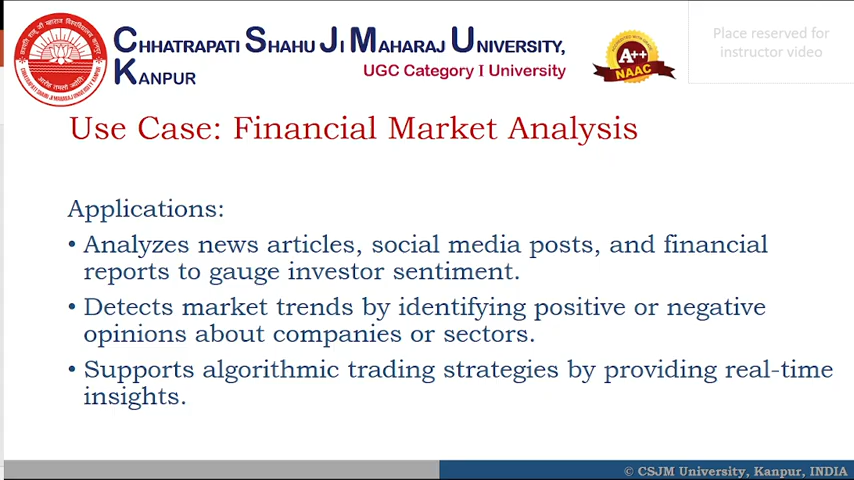 CHHATRAPATI SHAHU JI MAHARAJ UNIVERSITY,
KANPUR
UGC Category I University
A++
NAAC
Place reserved for
instructor video
Use Case: Financial Market Analysis
Applications:
• Analyzes news articles, social media posts, and financial
reports to gauge investor sentiment.
• Detects market trends by identifying positive or negative
opinions about companies or sectors.
• Supports algorithmic trading strategies by providing real-time
insights.
© CSJM University, Kanpur, INDIA